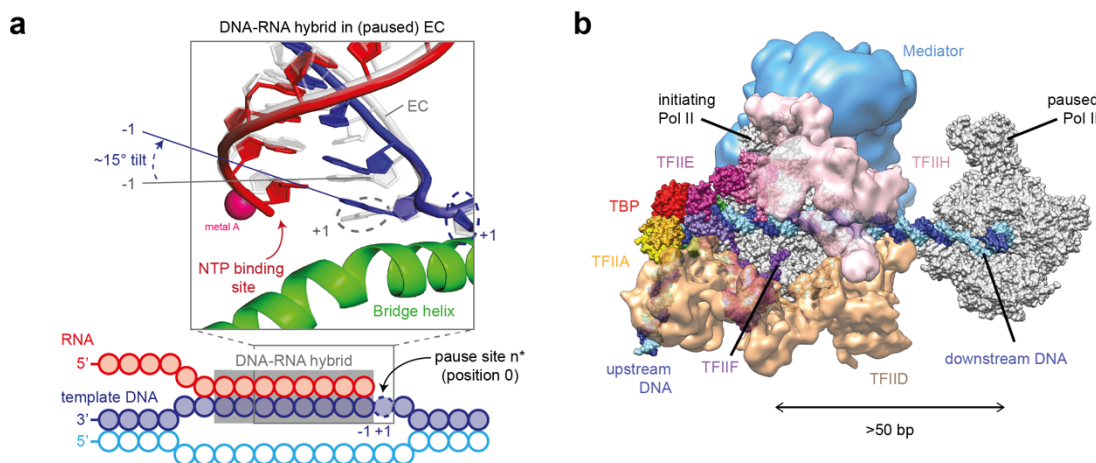 a
DNA-RNA hybrid in (paused) EC
EC
-1
~15° tilt
-1
metal A
+1
+1
NTP binding
site
Bridge helix
RNA
5'
DNA-RNA hybrid
pause site n*
(position 0)
template DNA
3'
-1 +1
5'
b
Mediator
initiating
Pol II
paused
Pol II
TFIIE
TFIIH
TBP
TFIIA
upstream
DNA
TFIIF
TFIID
downstream DNA
>50 bp